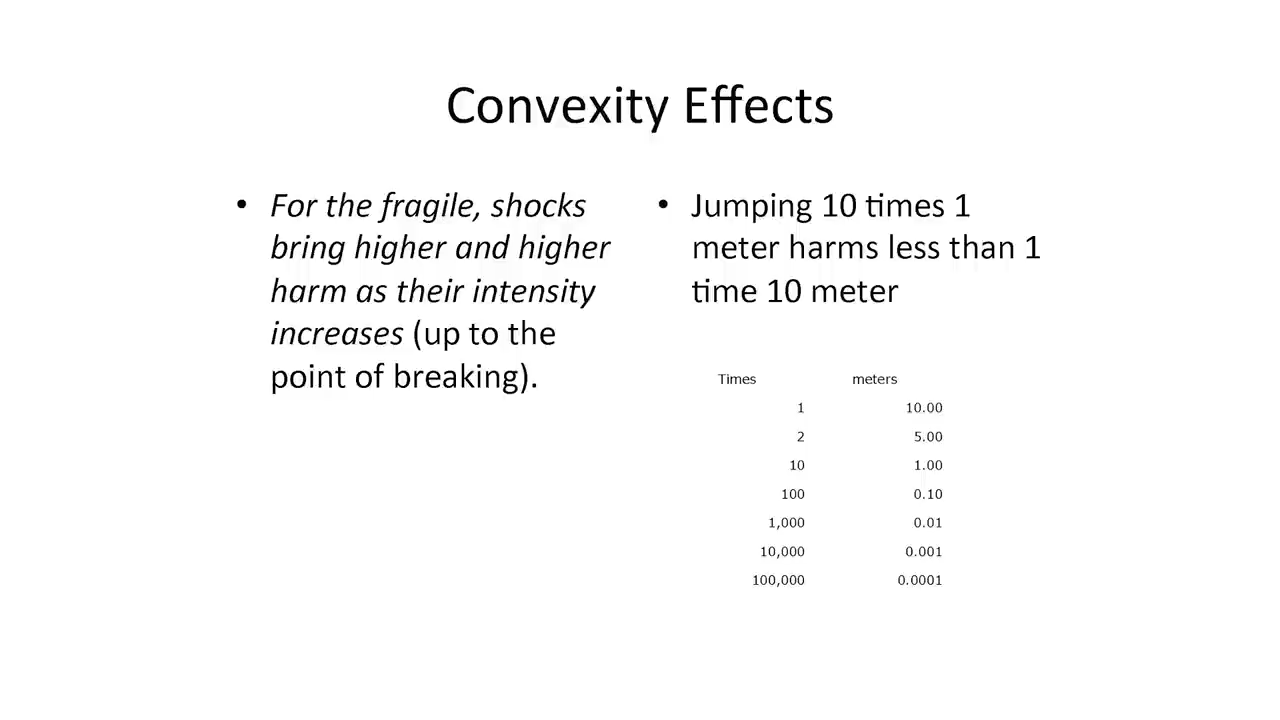 Convexity Effects
• For the fragile, shocks
bring higher and higher
harm as their intensity
increases (up to the
point of breaking).
• Jumping 10 times 1
meter harms less than 1
time 10 meter
Times meters
1 10.00
2 5.00
10 1.00
100 0.10
1,000 0.01
10,000 0.001
100,000 0.0001